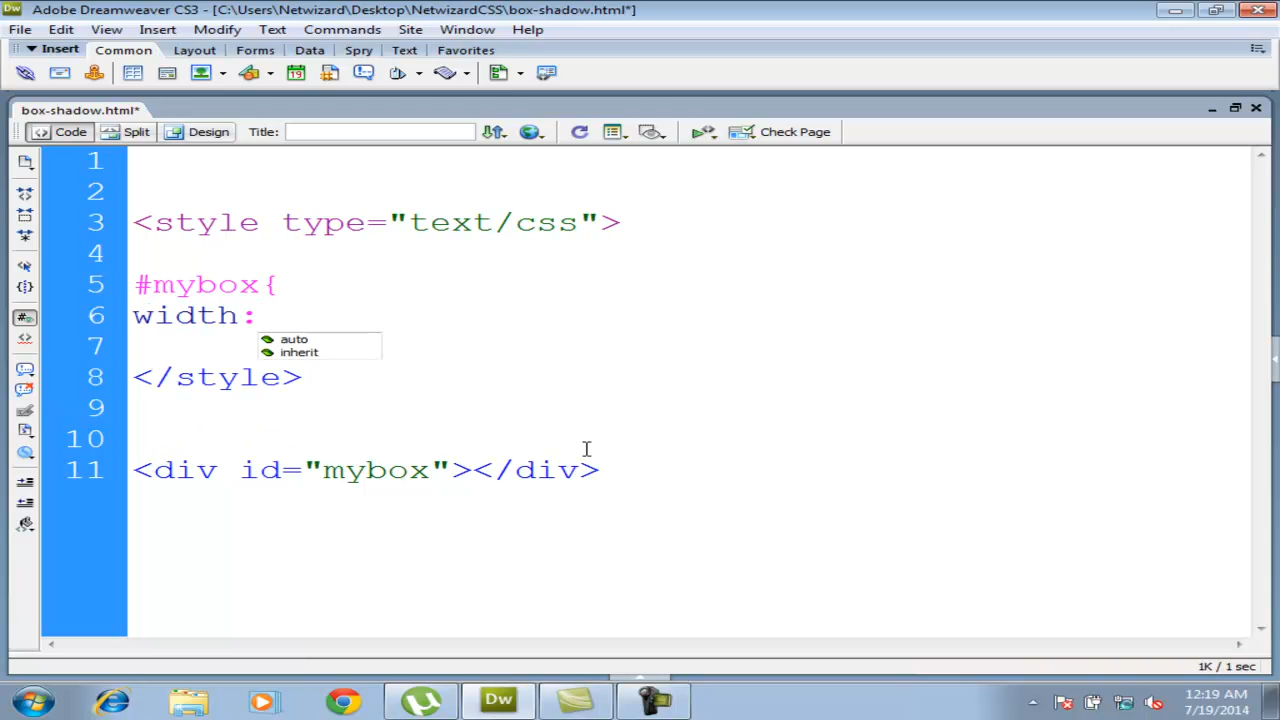 Dw Adobe Dreamweaver CS3 - [C:\Users\Netwizard\Desktop\NetwizardCSS\box-shadow.html*]
File Edit View Insert Modify Text Commands Site Window Help
Insert Common Layout Forms Data Spry Text Favorites
box-shadow.html*
Code Split Design Title: Check Page
1
2
3 <style type="text/css">
4
5 #mybox{
6 width:
auto
7
inherit
8 </style>
9
10
11 <div id="mybox"></div>
1K / 1 sec
Dw
12:19 AM
7/19/2014